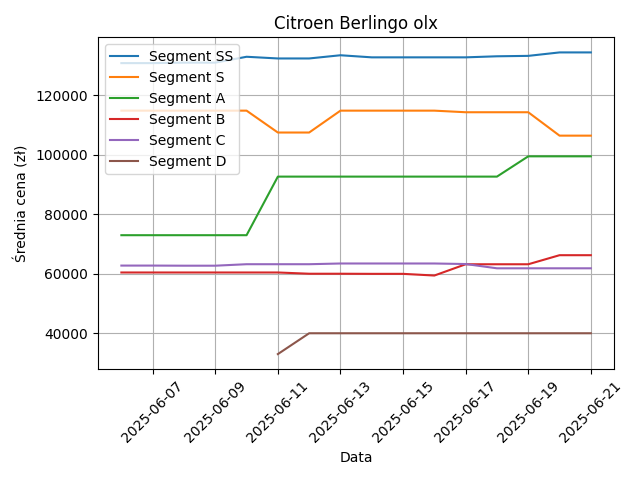 Citroen Berlingo olx
Segment SS
Segment S
Segment A
Segment B
Segment C
Segment D
120000
100000
80000
60000
40000
Średnia cena (zł)
2025-06-07
2025-06-09
2025-06-11
2025-06-13
2025-06-15
2025-06-17
2025-06-19
2025-06-21
Data